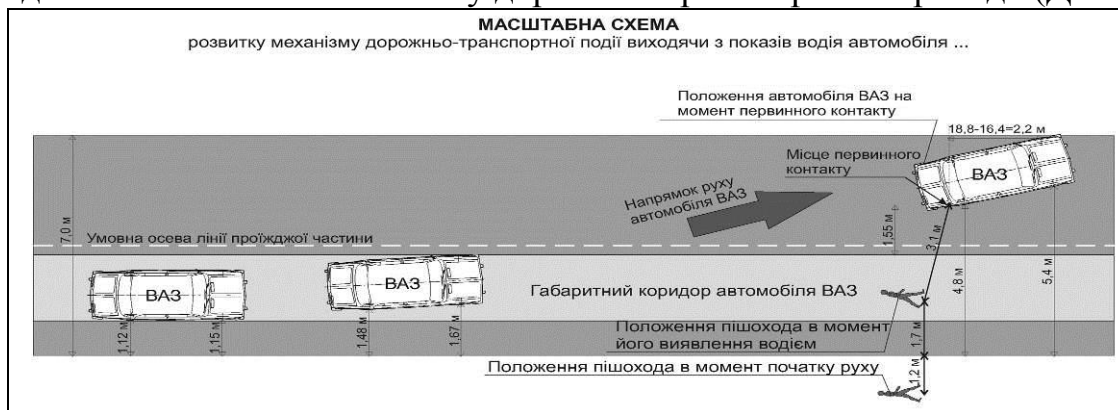 МАСШТАБНА СХЕМА
розвитку механізму дорожньо-транспортної події виходячи з показів водія автомобіля ...
Положення автомобіля ВАЗ на
момент первинного контакту
18,8-16,4=2,2 м
Місце первинного
контакту
ВАЗ
Напрямок руху
автомобіля ВАЗ
7,0 м
Умовна осева лінії проїжджої частини
1,55 м
3,1 м
4,8 м
5,4 м
ВАЗ
ВАЗ
Габаритний коридор автомобіля ВАЗ
1,12 м
1,15 м
1,48 м
1,67 м
Положення пішохода в момент
його виявлення водієм
1,7 м
Положення пішохода в момент початку руху
1,2 м